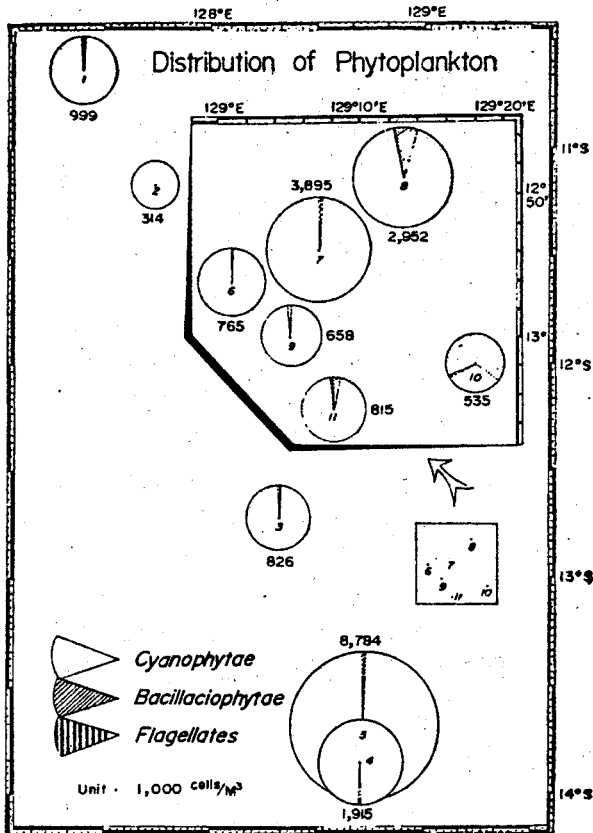 128°E 129°E
Distribution of Phytoplankton
1
999
129°E 129°10'E 129°20'E
11°S
2
314
8
2,952
12°
50'
3,895
7
6
765
9
658
13°
12°S
10
535
11
815
3
826
8
6 7
9
11 10
13°S
Cyanophytae
Bacillaciophytae
Flagellates
Unit · 1,000 cells/M³
8,784
5
4
1,915
14°S